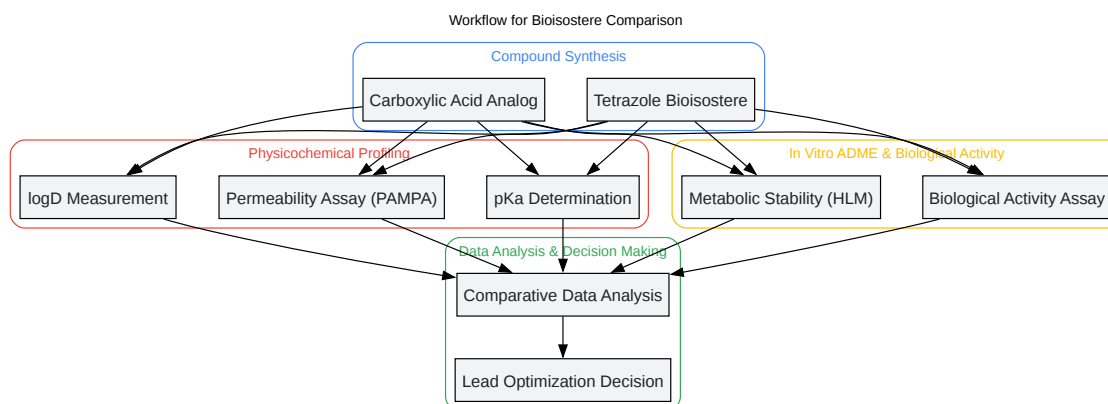 Workflow for Bioisostere Comparison
Compound Synthesis
Carboxylic Acid Analog
Tetrazole Bioisostere
Physicochemical Profiling
In Vitro ADME & Biological Activity
logD Measurement
Permeability Assay (PAMPA)
pKa Determination
Metabolic Stability (HLM)
Biological Activity Assay
Data Analysis & Decision Making
Comparative Data Analysis
Lead Optimization Decision